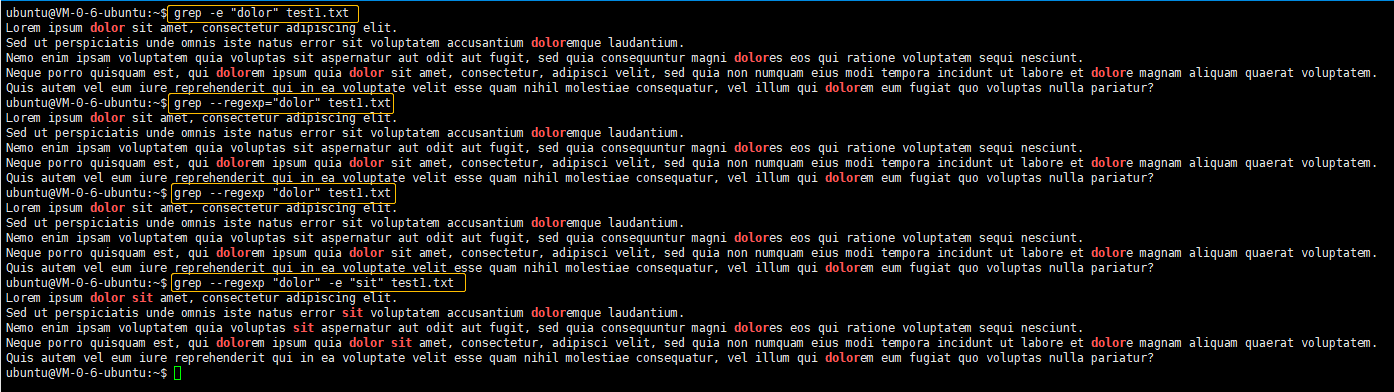 ubuntu@VM-0-6-ubuntu:~$ grep -e "dolor" test1.txt
Lorem ipsum dolor sit amet, consectetur adipiscing elit.
Sed ut perspiciatis unde omnis iste natus error sit voluptatem accusantium doloremque laudantium.
Nemo enim ipsam voluptatem quia voluptas sit aspernatur aut odit aut fugit, sed quia consequuntur magni dolores eos qui ratione voluptatem sequi nesciunt.
Neque porro quisquam est, qui dolorem ipsum quia dolor sit amet, consectetur, adipisci velit, sed quia non numquam eius modi tempora incidunt ut labore et dolore magnam aliquam quaerat voluptatem.
Quis autem vel eum iure reprehenderit qui in ea voluptate velit esse quam nihil molestiae consequatur, vel illum qui dolorem eum fugiat quo voluptas nulla pariatur?
ubuntu@VM-0-6-ubuntu:~$ grep --regexp="dolor" test1.txt
Lorem ipsum dolor sit amet, consectetur adipiscing elit.
Sed ut perspiciatis unde omnis iste natus error sit voluptatem accusantium doloremque laudantium.
Nemo enim ipsam voluptatem quia voluptas sit aspernatur aut odit aut fugit, sed quia consequuntur magni dolores eos qui ratione voluptatem sequi nesciunt.
Neque porro quisquam est, qui dolorem ipsum quia dolor sit amet, consectetur, adipisci velit, sed quia non numquam eius modi tempora incidunt ut labore et dolore magnam aliquam quaerat voluptatem.
Quis autem vel eum iure reprehenderit qui in ea voluptate velit esse quam nihil molestiae consequatur, vel illum qui dolorem eum fugiat quo voluptas nulla pariatur?
ubuntu@VM-0-6-ubuntu:~$ grep --regexp "dolor" test1.txt
Lorem ipsum dolor sit amet, consectetur adipiscing elit.
Sed ut perspiciatis unde omnis iste natus error sit voluptatem accusantium doloremque laudantium.
Nemo enim ipsam voluptatem quia voluptas sit aspernatur aut odit aut fugit, sed quia consequuntur magni dolores eos qui ratione voluptatem sequi nesciunt.
Neque porro quisquam est, qui dolorem ipsum quia dolor sit amet, consectetur, adipisci velit, sed quia non numquam eius modi tempora incidunt ut labore et dolore magnam aliquam quaerat voluptatem.
Quis autem vel eum iure reprehenderit qui in ea voluptate velit esse quam nihil molestiae consequatur, vel illum qui dolorem eum fugiat quo voluptas nulla pariatur?
ubuntu@VM-0-6-ubuntu:~$ grep --regexp "dolor" -e "sit" test1.txt
Lorem ipsum dolor sit amet, consectetur adipiscing elit.
Sed ut perspiciatis unde omnis iste natus error sit voluptatem accusantium doloremque laudantium.
Nemo enim ipsam voluptatem quia voluptas sit aspernatur aut odit aut fugit, sed quia consequuntur magni dolores eos qui ratione voluptatem sequi nesciunt.
Neque porro quisquam est, qui dolorem ipsum quia dolor sit amet, consectetur, adipisci velit, sed quia non numquam eius modi tempora incidunt ut labore et dolore magnam aliquam quaerat voluptatem.
Quis autem vel eum iure reprehenderit qui in ea voluptate velit esse quam nihil molestiae consequatur, vel illum qui dolorem eum fugiat quo voluptas nulla pariatur?
ubuntu@VM-0-6-ubuntu:~$